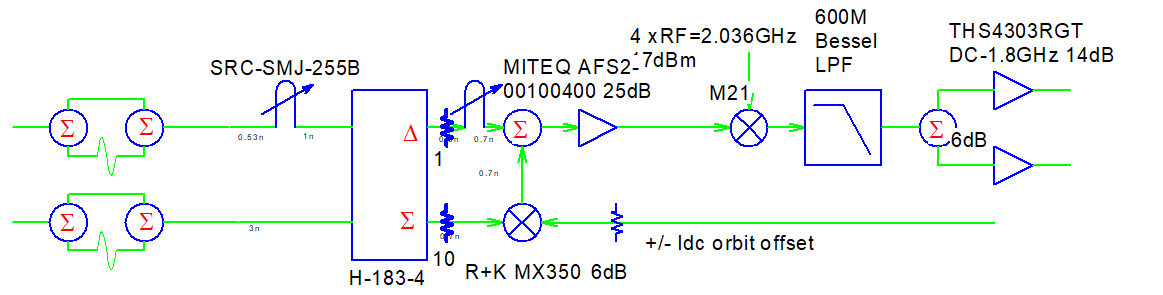 4 xRF=2.036GHz
17dBm
600M
Bessel
LPF
THS4303RGT
DC-1.8GHz 14dB
SRC-SMJ-255B
MITEQ AFS2-
00100400 25dB
M21
Σ
Σ
0.53n
1n
Δ
0.7n
1
Σ
Σ
6dB
0.7n
Σ
Σ
3n
Σ
10
H-183-4
R+K MX350 6dB
+/- Idc orbit offset